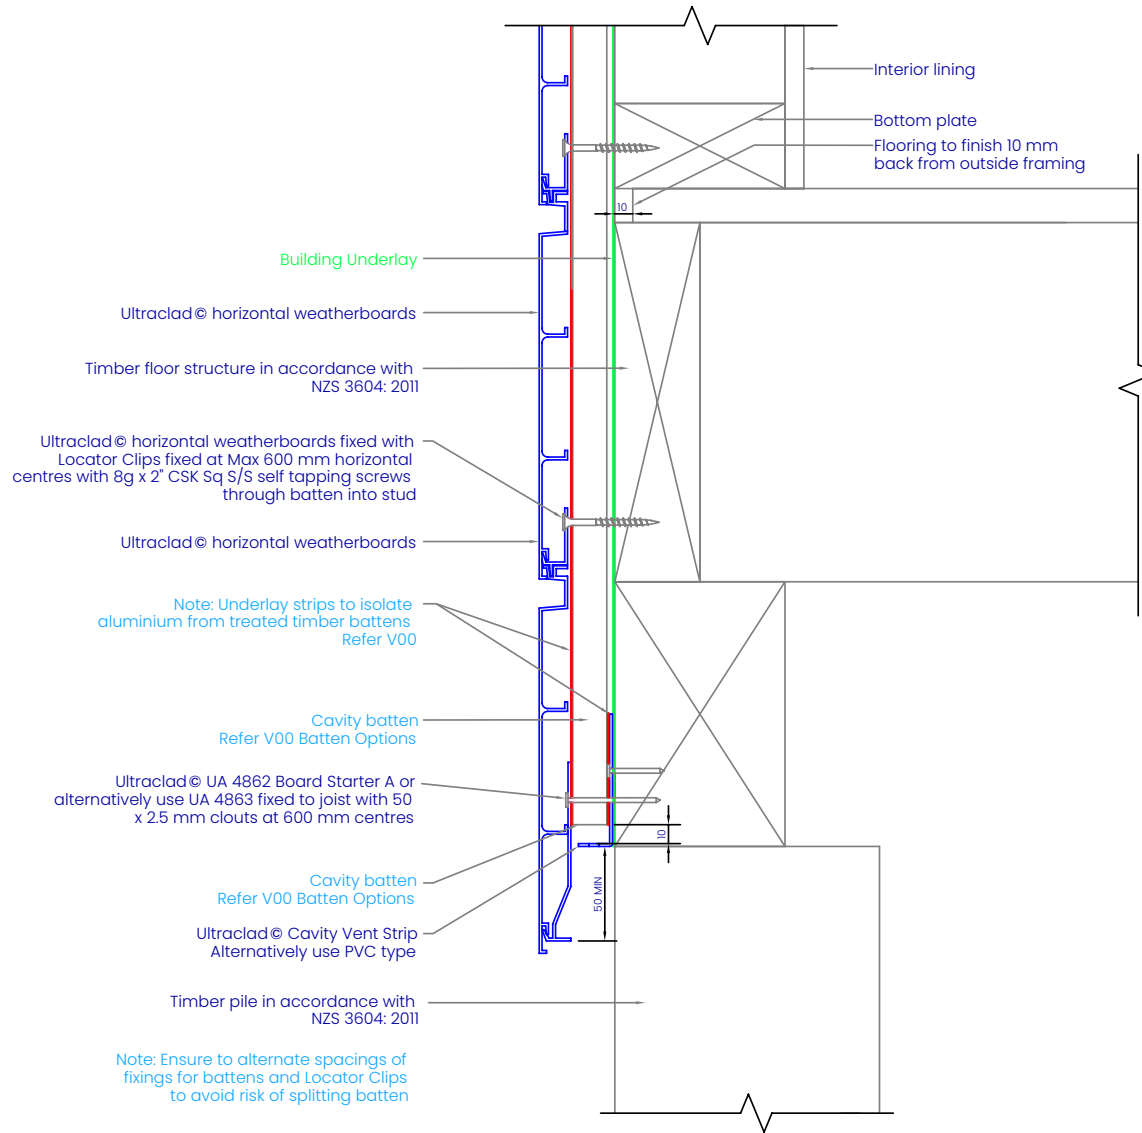 Interior lining
Bottom plate
Flooring to finish 10 mm
back from outside framing
10
Building Underlay
Ultraclad© horizontal weatherboards
Timber floor structure in accordance with
NZS 3604: 2011
Ultraclad© horizontal weatherboards fixed with
Locator Clips fixed at Max 600 mm horizontal
centres with 8g x 2" CSK Sq S/S self tapping screws
through batten into stud
Ultraclad© horizontal weatherboards
Note: Underlay strips to isolate
aluminium from treated timber battens
Refer V00
Cavity batten
Refer V00 Batten Options
Ultraclad© UA 4862 Board Starter A or
alternatively use UA 4863 fixed to joist with 50
x 2.5 mm clouts at 600 mm centres
10
50 MIN
Cavity batten
Refer V00 Batten Options
Ultraclad© Cavity Vent Strip
Alternatively use PVC type
Timber pile in accordance with
NZS 3604: 2011
Note: Ensure to alternate spacings of
fixings for battens and Locator Clips
to avoid risk of splitting batten